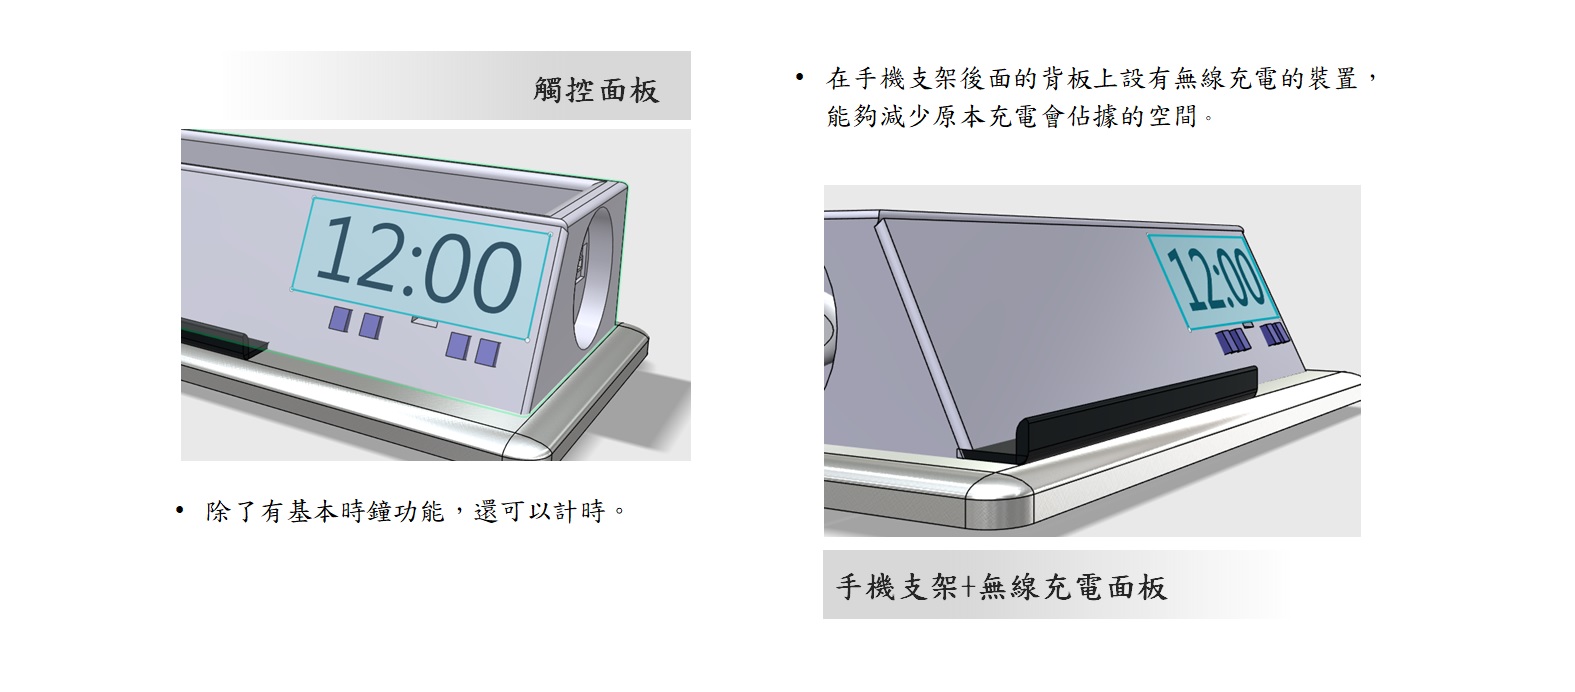 觸控面板
12:00
• 除了有基本時鐘功能，還可以計時。
• 在手機支架後面的背板上設有無線充電的裝置，
能夠減少原本充電會佔據的空間。
12:00
手機支架+無線充電面板